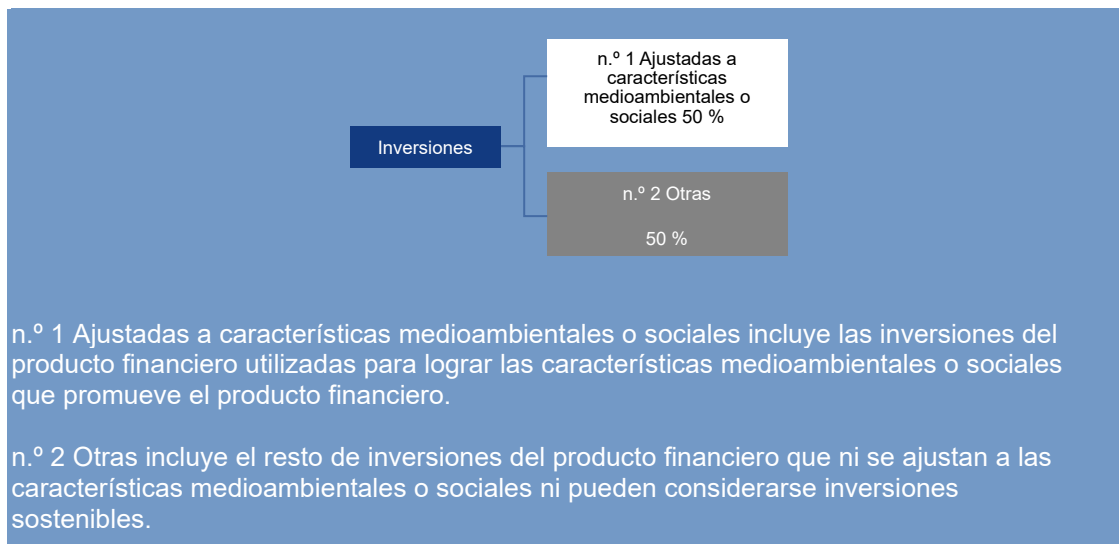 n.º 1 Ajustadas a
características
medioambientales o
sociales 50 %
Inversiones
n.º 2 Otras
50 %
n.º 1 Ajustadas a características medioambientales o sociales incluye las inversiones del
producto financiero utilizadas para lograr las características medioambientales o sociales
que promueve el producto financiero.
n.º 2 Otras incluye el resto de inversiones del producto financiero que ni se ajustan a las
características medioambientales o sociales ni pueden considerarse inversiones
sostenibles.